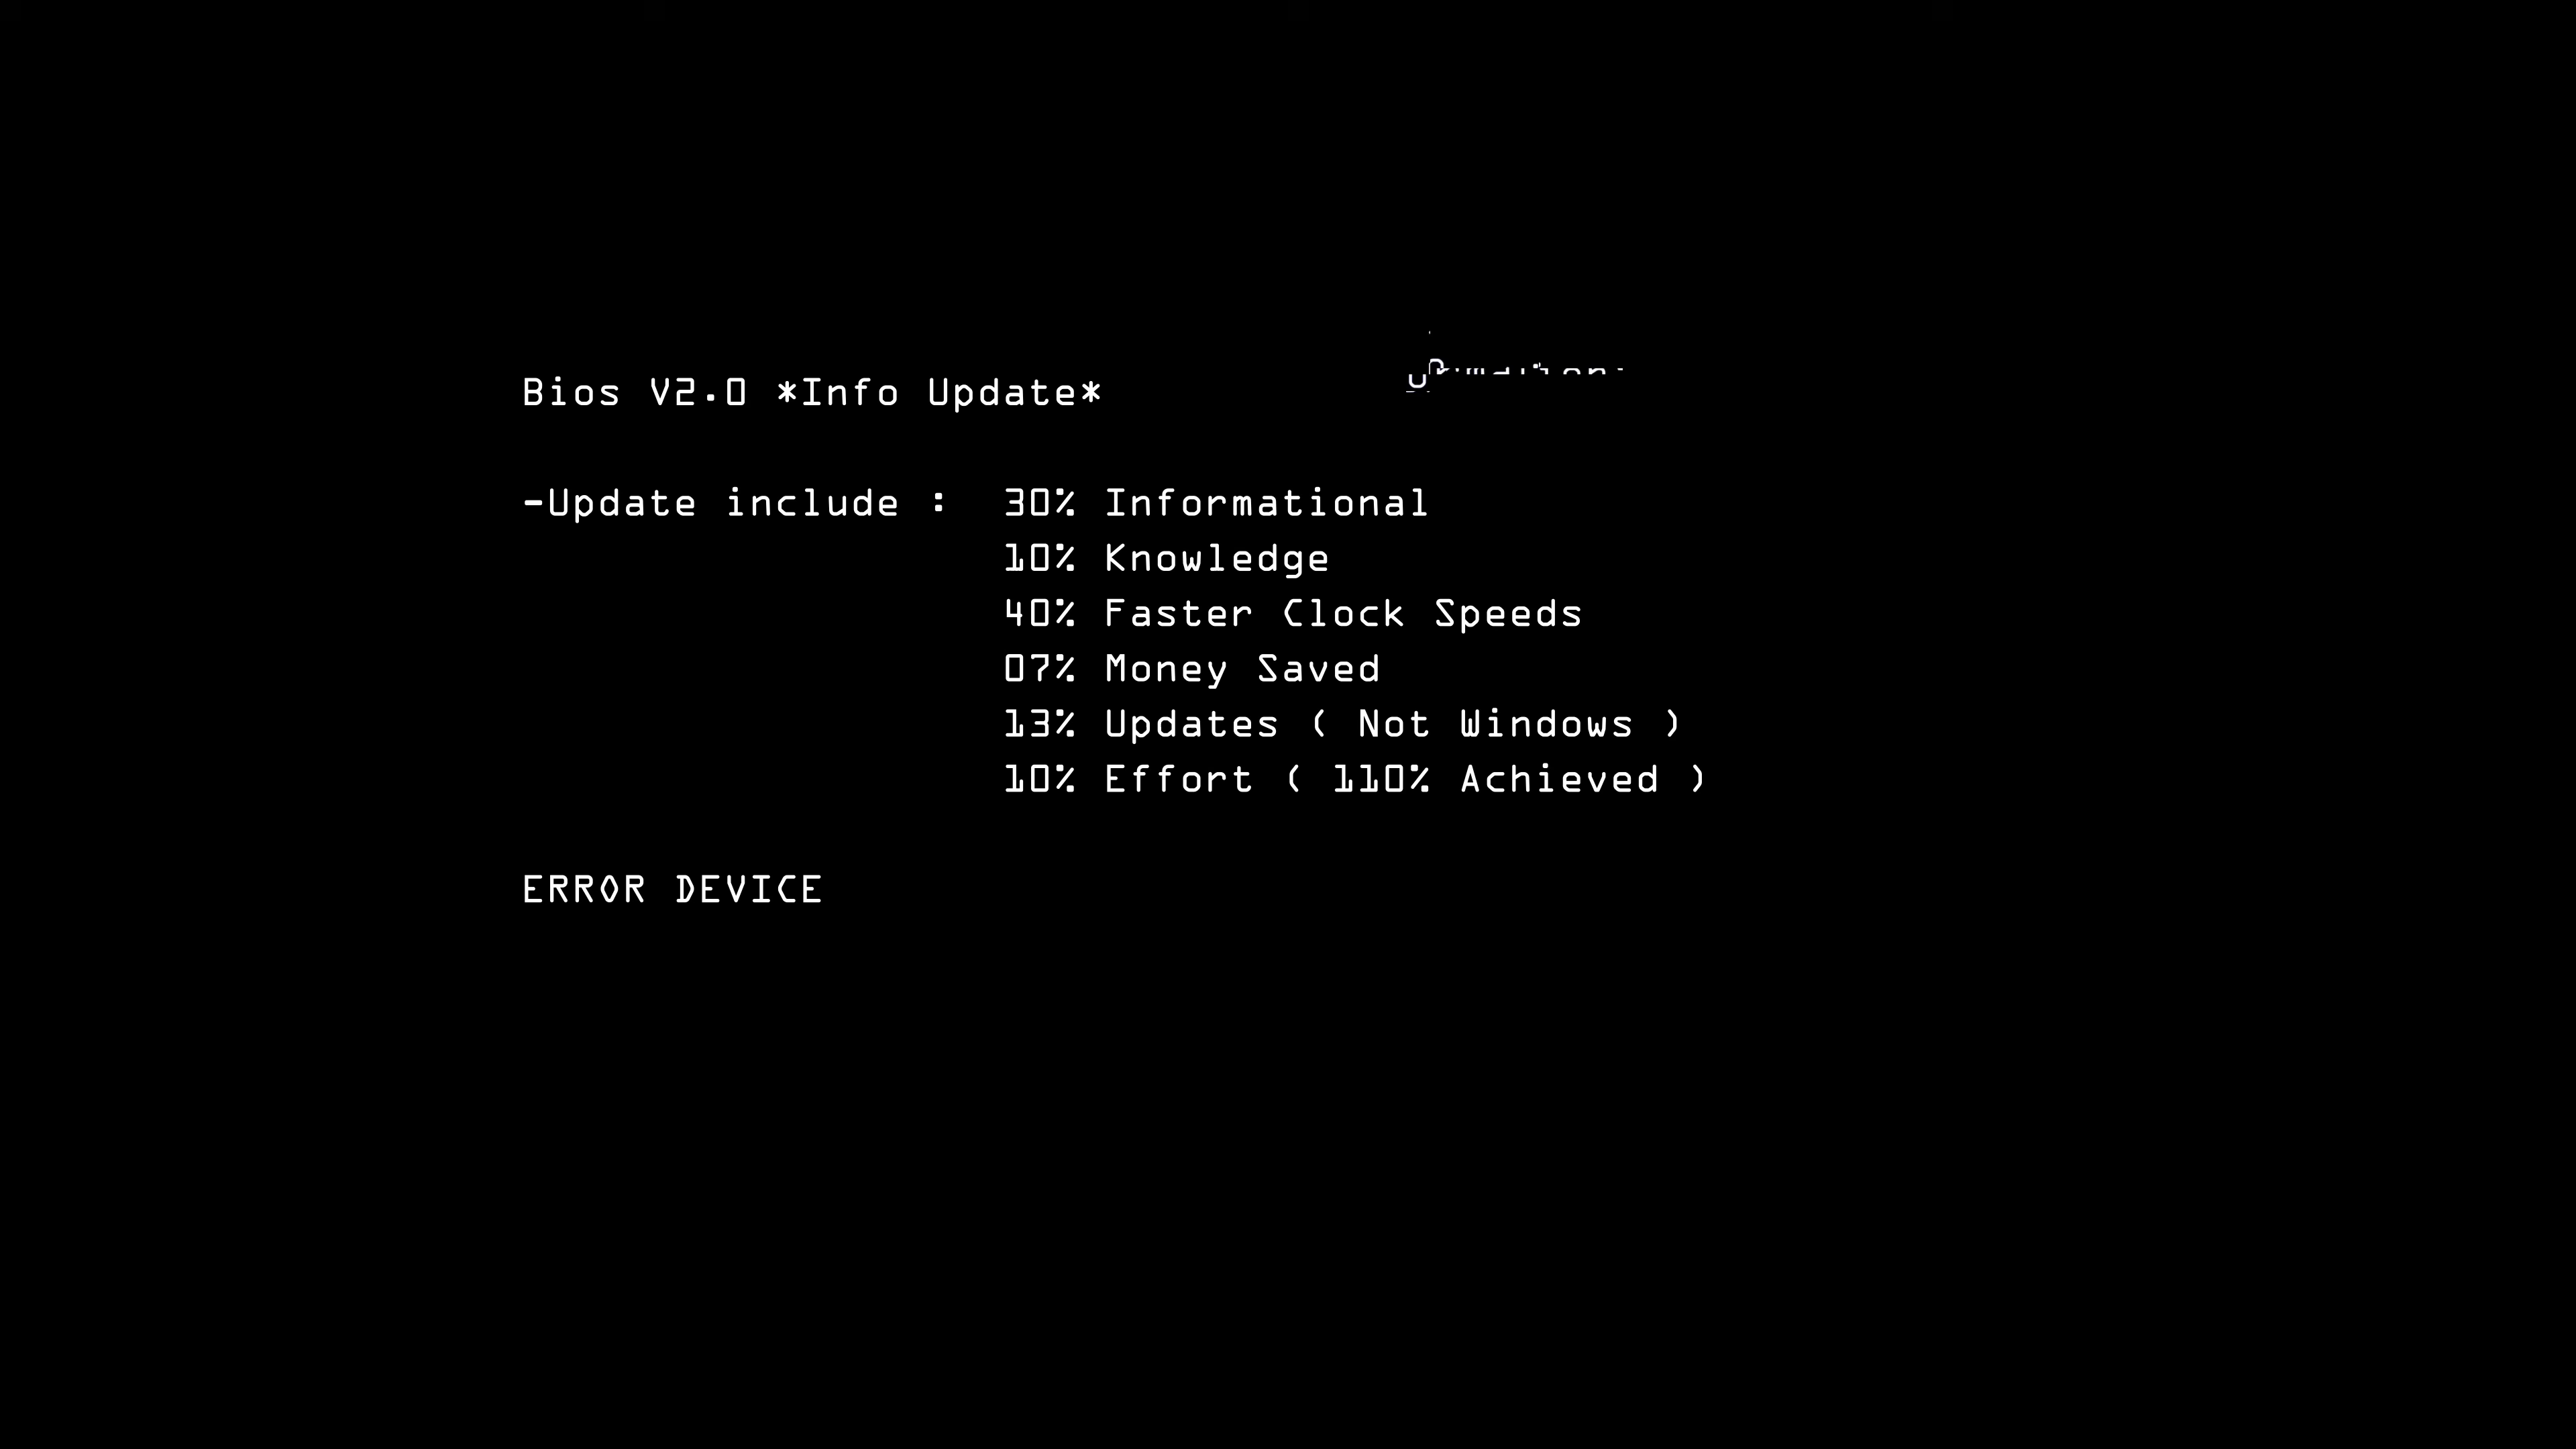 Bios V2.0 *Info Update*
-Update include : 30% Informational
10% Knowledge
40% Faster Clock Speeds
07% Money Saved
13% Updates ( Not Windows )
10% Effort ( 110% Achieved )
ERROR DEVICE